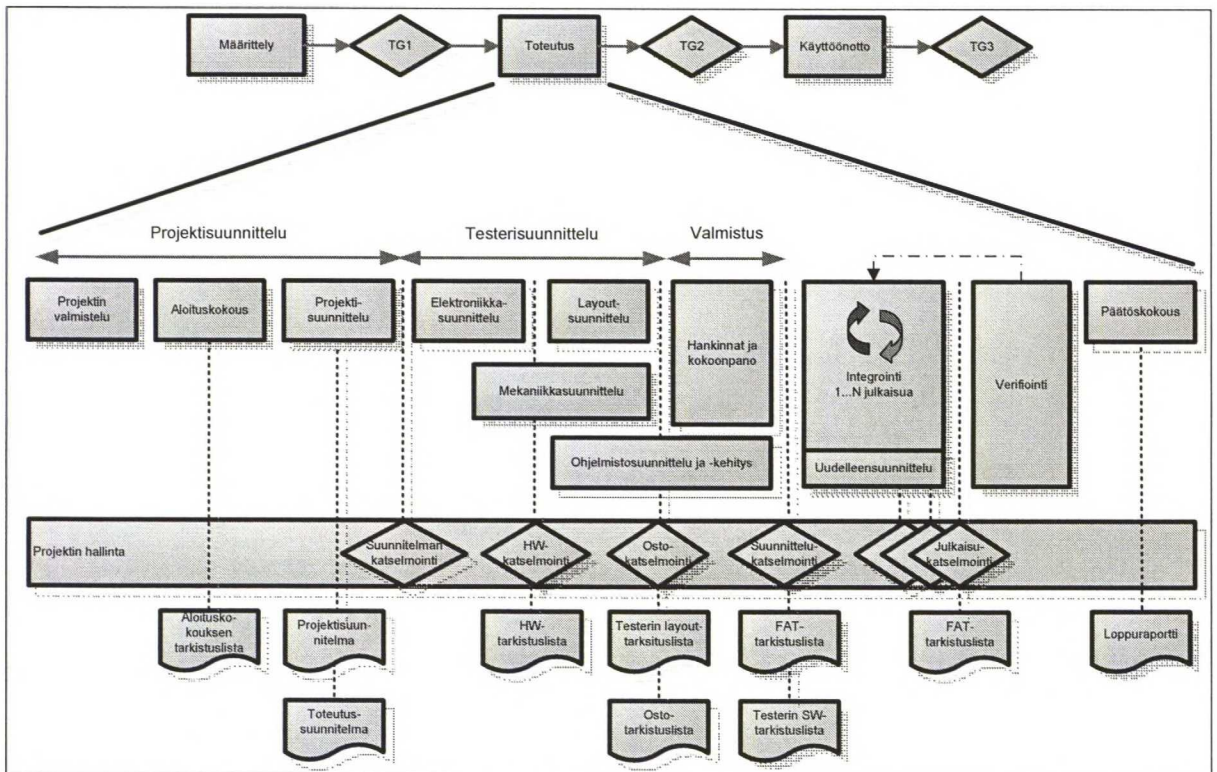 Määrittely
TG1
Toteutus
TG2
Käyttöönotto
TG3
Projektisuunnittelu
Testerisuunnittelu
Valmistus
Projektin
valmistelu
Aloituskokous
Projekti-
suunnittelu
Elektroniikka-
suunnittelu
Layout-
suunnittelu
Hankinnat ja
kokoonpano
Integrointi
1...N julkaisua
Verifiointi
Päätöskokous
Mekaniikkasuunnittelu
Ohjelmistosuunnittelu ja -kehitys
Uudelleensuunnittelu
Projektin hallinta
Suunnitelman
katselmointi
HW-
katselmointi
Osto-
katselmointi
Suunnittelu-
katselmointi
Julkaisu-
katselmointi
Aloitusko-
kouksen
tarkistuslista
Projektisuun-
nitelma
HW-
tarkistuslista
Testerin layout-
tarksituslista
FAT-
tarkistuslista
FAT-
tarkistuslista
Loppuraportti
Toteutus-
suunnitelma
Osto-
tarkistuslista
Testerin SW-
tarkistuslista